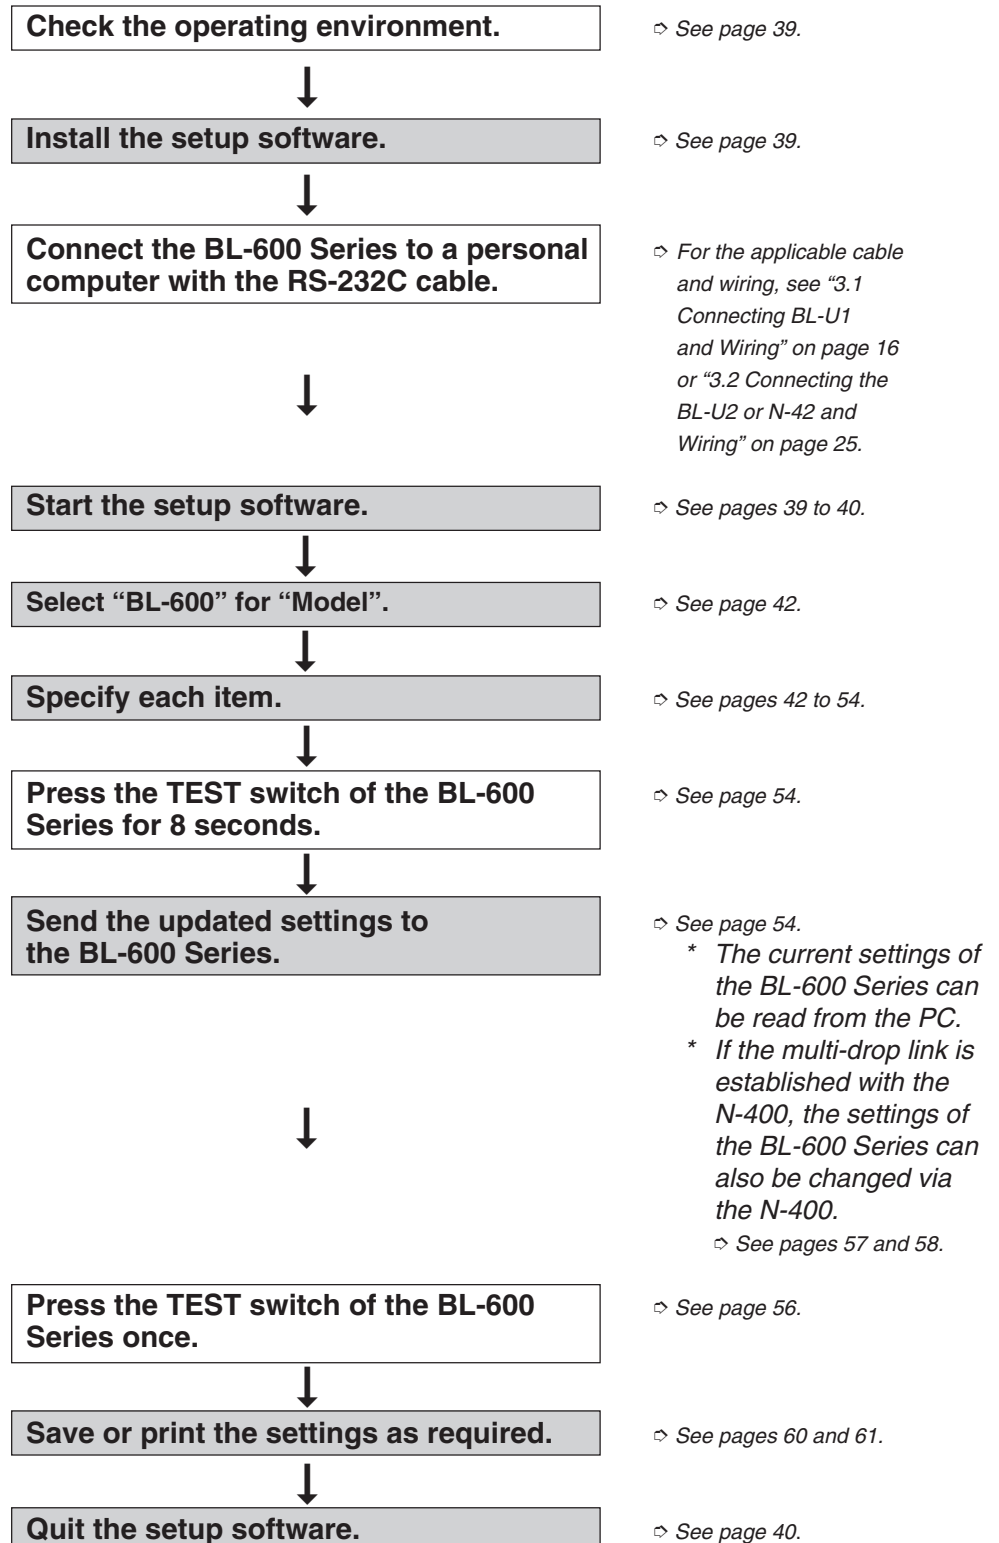 Check the operating environment.
➩ See page 39.
Install the setup software.
➩ See page 39.
Connect the BL-600 Series to a personal
computer with the RS-232C cable.
➩ For the applicable cable
and wiring, see “3.1
Connecting BL-U1
and Wiring” on page 16
or “3.2 Connecting the
BL-U2 or N-42 and
Wiring” on page 25.
Start the setup software.
➩ See pages 39 to 40.
Select “BL-600” for “Model”.
➩ See page 42.
Specify each item.
➩ See pages 42 to 54.
Press the TEST switch of the BL-600
Series for 8 seconds.
➩ See page 54.
Send the updated settings to
the BL-600 Series.
➩ See page 54.
* The current settings of
the BL-600 Series can
be read from the PC.
* If the multi-drop link is
established with the
N-400, the settings of
the BL-600 Series can
also be changed via
the N-400.
➩ See pages 57 and 58.
Press the TEST switch of the BL-600
Series once.
➩ See page 56.
Save or print the settings as required.
➩ See pages 60 and 61.
Quit the setup software.
➩ See page 40.